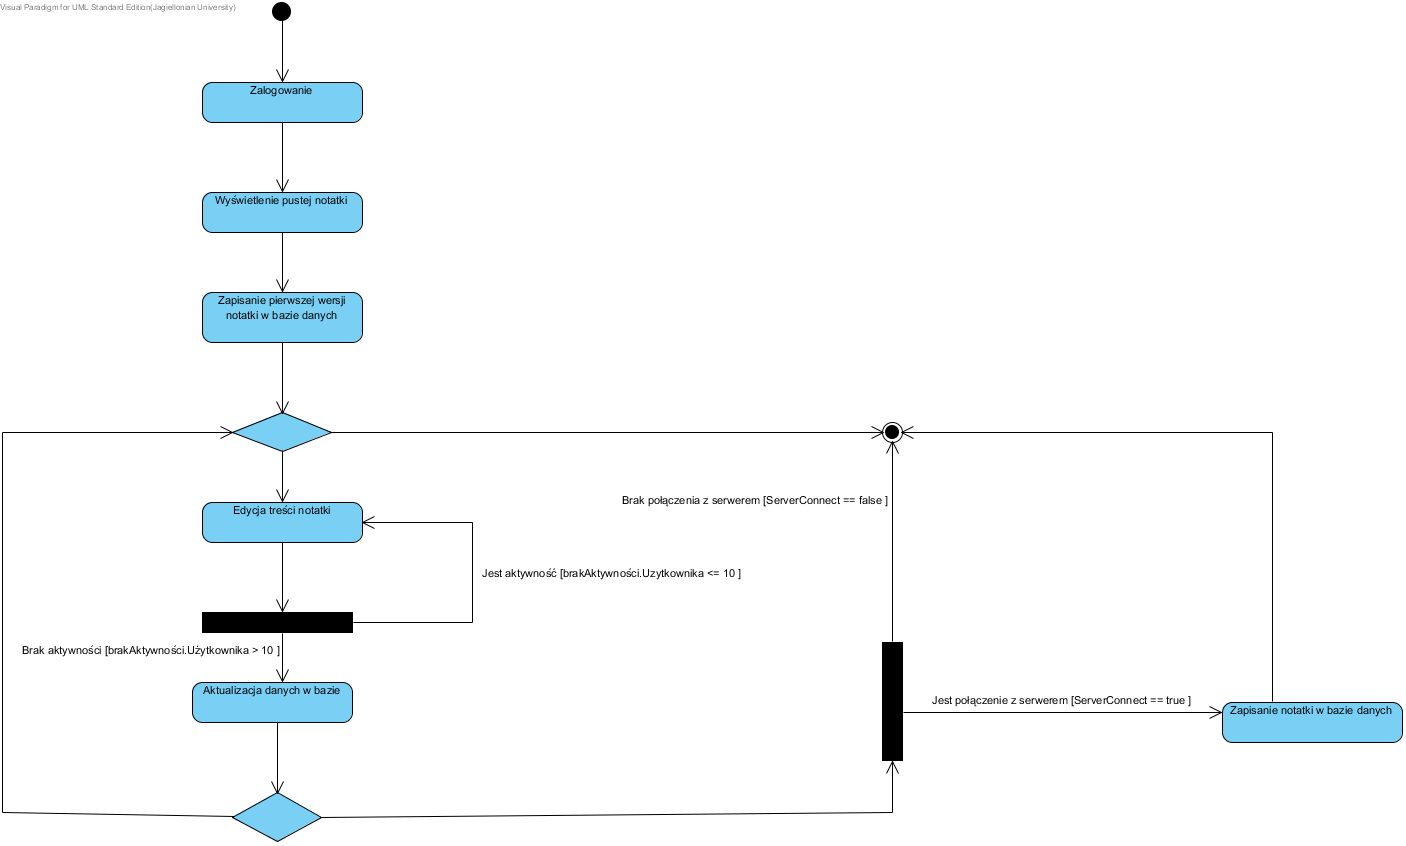 Visual Paradigm for UML Standard Edition(Jagiellonian University)
Zalogowanie
Wyświetlenie pustej notatki
Zapisanie pierwszej wersji
notatki w bazie danych
Brak połączenia z serwerem [ServerConnect == false ]
Edycja treści notatki
Jest aktywność [brakAktywności.Uzytkownika <= 10 ]
Brak aktywności [brakAktywności.Użytkownika > 10 ]
Aktualizacja danych w bazie
Jest połączenie z serwerem [ServerConnect == true ]
Zapisanie notatki w bazie danych